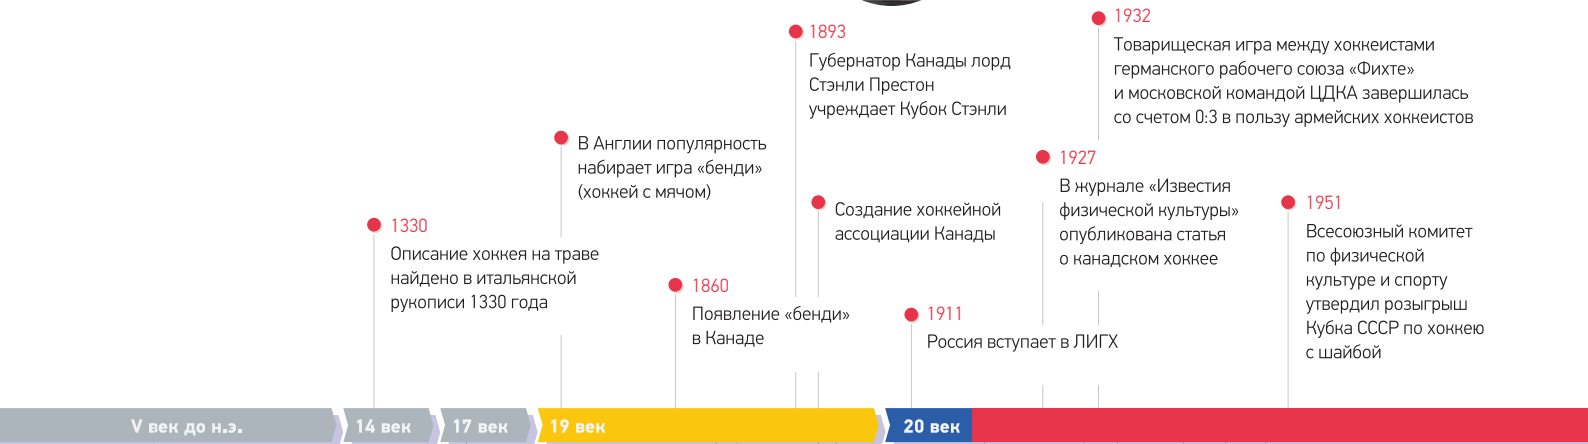 1330
Описание хоккея на траве
найдено в итальянской
рукописи 1330 года
В Англии популярность
набирает игра «бенди»
(хоккей с мячом)
1860
Появление «бенди»
в Канаде
1893
Губернатор Канады лорд
Стэнли Престон
учреждает Кубок Стэнли
Создание хоккейной
ассоциации Канады
1911
Россия вступает в ЛИГХ
1927
В журнале «Известия
физической культуры»
опубликована статья
о канадском хоккее
1932
Товарищеская игра между хоккеистами
германского рабочего союза «Фихте»
и московской командой ЦДКА завершилась
со счетом 0:3 в пользу армейских хоккеистов
1951
Всесоюзный комитет
по физической
культуре и спорту
утвердил розыгрыш
Кубка СССР по хоккею
с шайбой
V век до н.э.
14 век
17 век
19 век
20 век